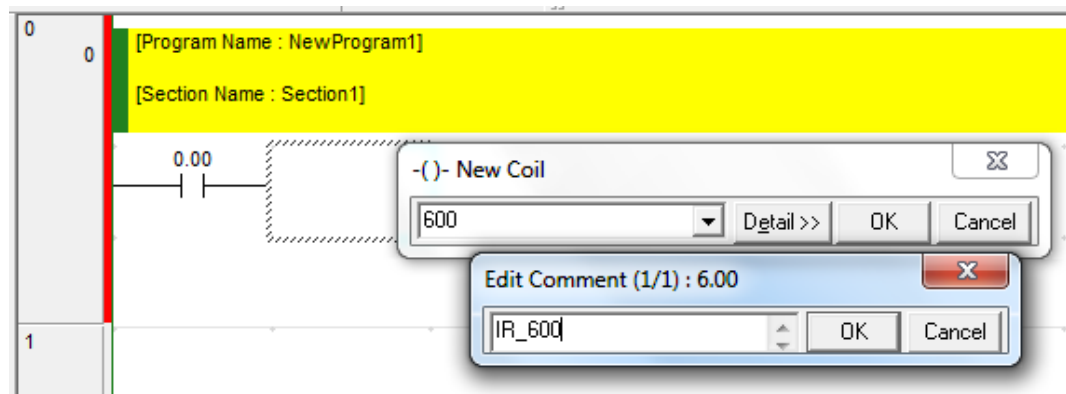 0
0
[Program Name : NewProgram1]
[Section Name : Section1]
0.00
-( )- New Coil
600 Detail >> OK Cancel
Edit Comment (1/1) : 6.00
IR_600 OK Cancel
1